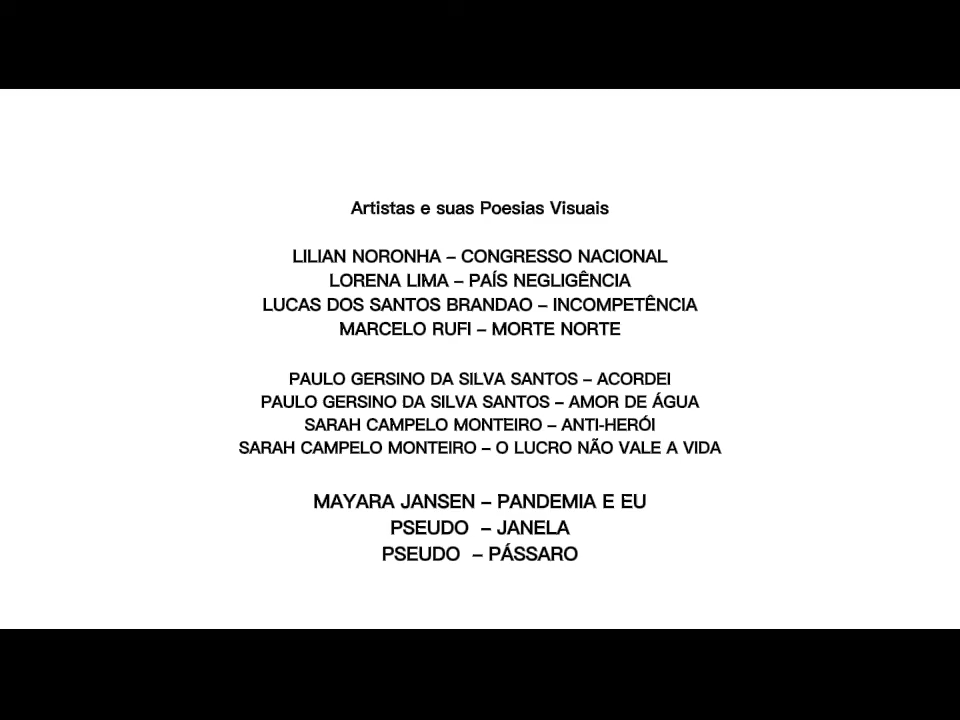 Artistas e suas Poesias Visuais
LILIAN NORONHA – CONGRESSO NACIONAL
LORENA LIMA – PAÍS NEGLIGÊNCIA
LUCAS DOS SANTOS BRANDAO – INCOMPETÊNCIA
MARCELO RUFI – MORTE NORTE
PAULO GERSINO DA SILVA SANTOS – ACORDEI
PAULO GERSINO DA SILVA SANTOS – AMOR DE ÁGUA
SARAH CAMPELO MONTEIRO – ANTI-HERÓI
SARAH CAMPELO MONTEIRO – O LUCRO NÃO VALE A VIDA
MAYARA JANSEN – PANDEMIA E EU
PSEUDO – JANELA
PSEUDO – PÁSSARO